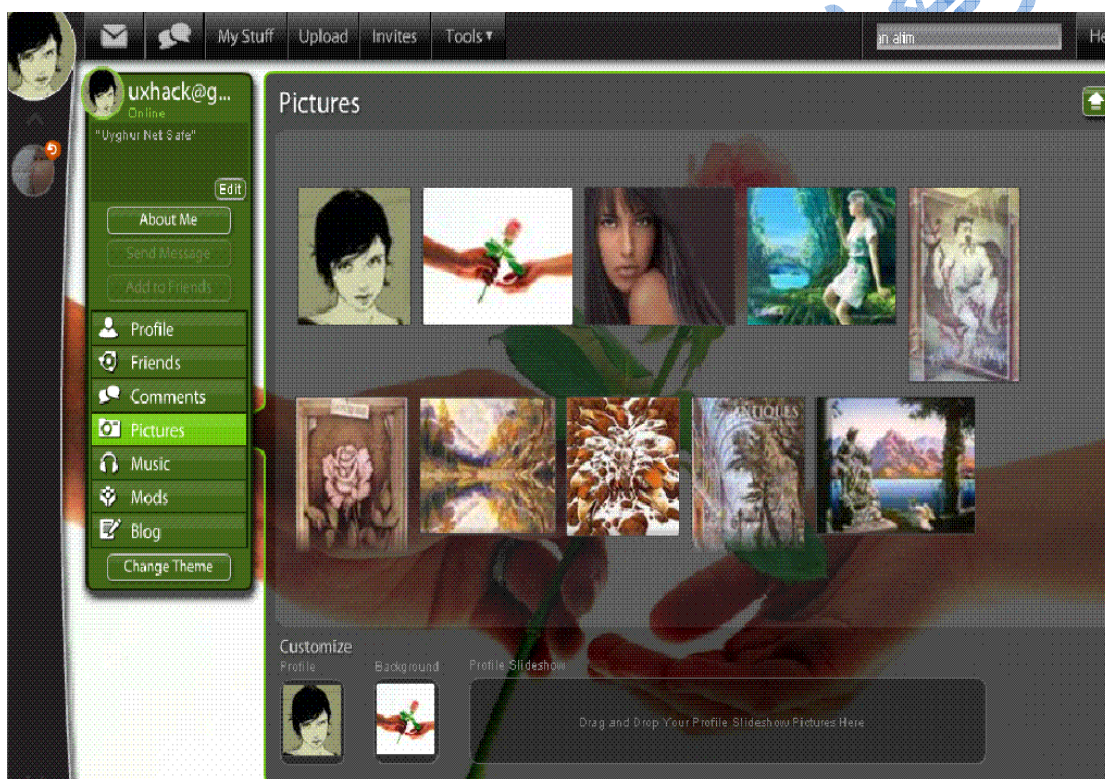 My Stuff Upload Invites Tools▼ an alim He
uxhack@g...
Online
"Uyghur Net Safe"
Edit
About Me
Send Message
Add to Friends
Profile
Friends
Comments
Pictures
Music
Mods
Blog
Change Theme
Pictures
ANTIQUES
Customize
Profile Background Profile Slideshow
Drag and Drop Your Profile Slideshow Pictures Here